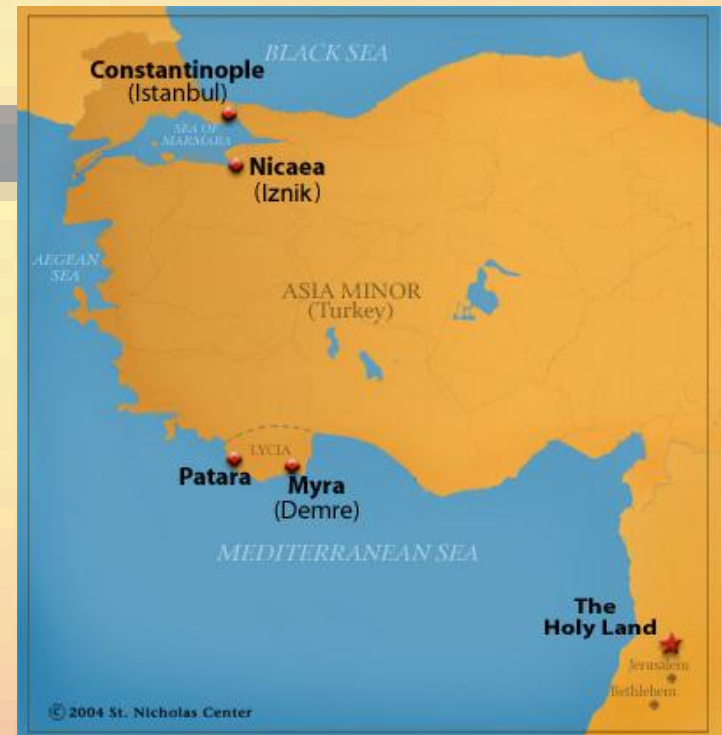 BLACK SEA
Constantinople
(Istanbul)
SEA OF
MARMARA
Nicaea
(Iznik)
AEGEAN
SEA
ASIA MINOR
(Turkey)
LYCIA
Patara
Myra
(Demre)
MEDITERRANEAN SEA
The
Holy Land
Jerusalem
Bethlehem
© 2004 St. Nicholas Center